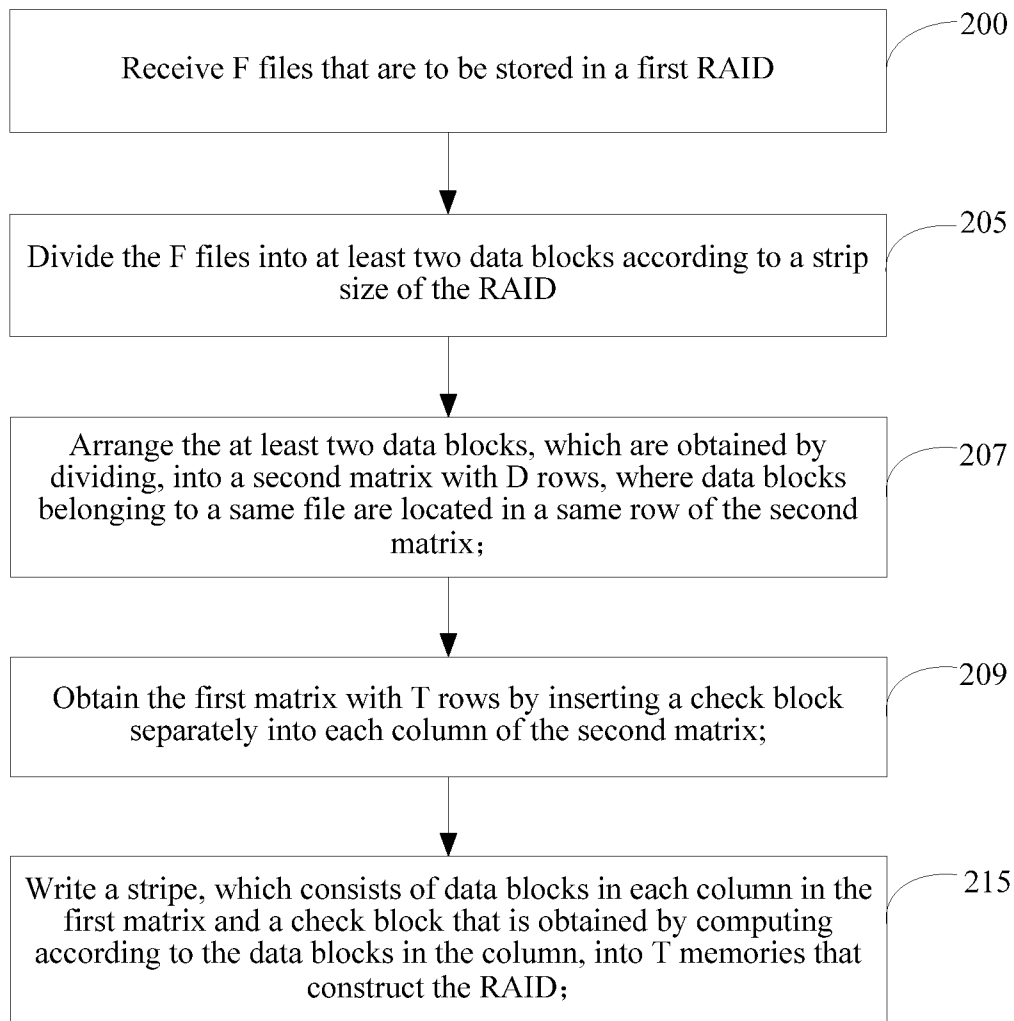 Receive F files that are to be stored in a first RAID
200
Divide the F files into at least two data blocks according to a strip
size of the RAID
205
Arrange the at least two data blocks, which are obtained by
dividing, into a second matrix with D rows, where data blocks
belonging to a same file are located in a same row of the second
matrix；
207
Obtain the first matrix with T rows by inserting a check block
separately into each column of the second matrix;
209
Write a stripe, which consists of data blocks in each column in the
first matrix and a check block that is obtained by computing
according to the data blocks in the column, into T memories that
construct the RAID；
215